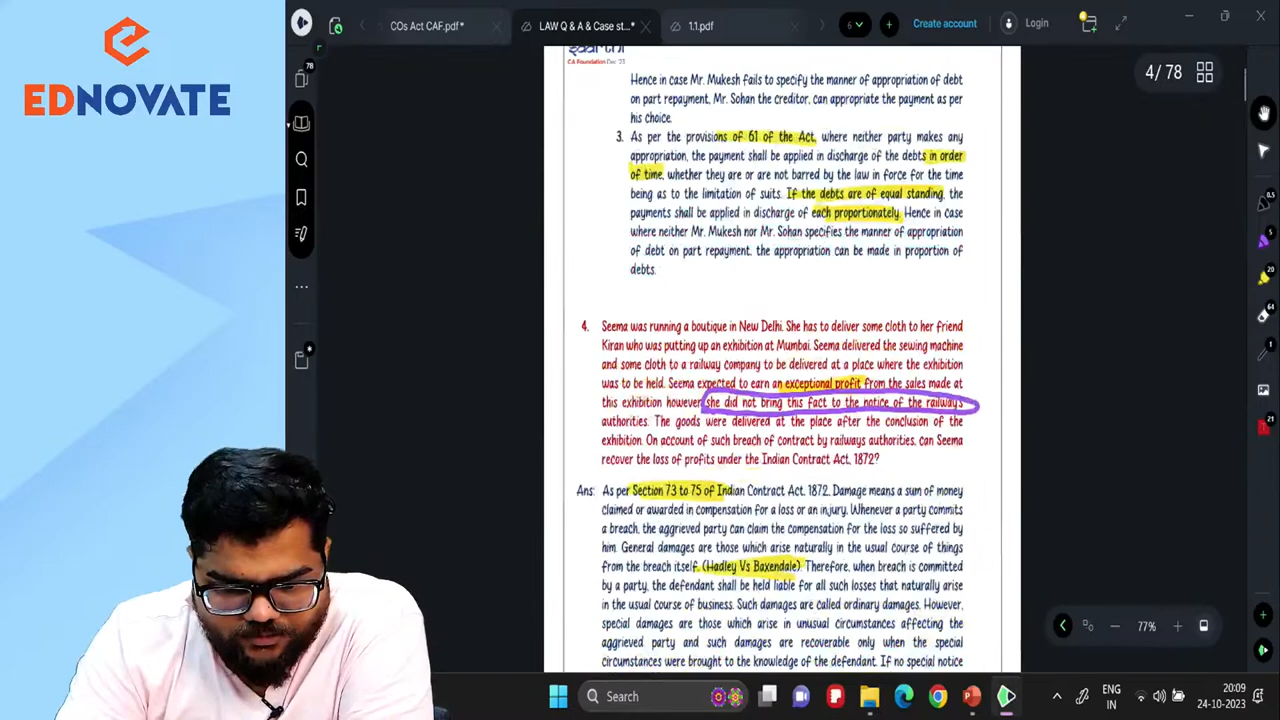 EDNOVATE
COs Act CAF.pdf*
LAW Q & A & Case st...*
1.1.pdf
6
Create account
Login
78
4/78
CA Foundation Dec '23
Hence in case Mr. Mukesh fails to specify the manner of appropriation of debt
on part repayment, Mr. Sohan the creditor, can appropriate the payment as per
his choice.
3. As per the provisions of 61 of the Act, where neither party makes any
appropriation, the payment shall be applied in discharge of the debts in order
of time, whether they are or are not barred by the law in force for the time
being as to the limitation of suits. If the debts are of equal standing, the
payments shall be applied in discharge of each proportionately. Hence in case
where neither Mr. Mukesh nor Mr. Sohan specifies the manner of appropriation
of debt on part repayment, the appropriation can be made in proportion of
debts.
4. Seema was running a boutique in New Delhi. She has to deliver some cloth to her friend
Kiran who was putting up an exhibition at Mumbai. Seema delivered the sewing machine
and some cloth to a railway company to be delivered at a place where the exhibition
was to be held. Seema expected to earn an exceptional profit from the sales made at
this exhibition however she did not bring this fact to the notice of the railway's
authorities. The goods were delivered at the place after the conclusion of the
exhibition. On account of such breach of contract by railways authorities, can Seema
recover the loss of profits under the Indian Contract Act, 1872?
Ans: As per Section 73 to 75 of Indian Contract Act, 1872, Damage means a sum of money
claimed or awarded in compensation for a loss or an injury. Whenever a party commits
a breach, the aggrieved party can claim the compensation for the loss so suffered by
him. General damages are those which arise naturally in the usual course of things
from the breach itself. (Hadley Vs Baxendale). Therefore, when breach is committed
by a party, the defendant shall be held liable for all such losses that naturally arise
in the usual course of business. Such damages are called ordinary damages. However,
special damages are those which arise in unusual circumstances affecting the
aggrieved party and such damages are recoverable only when the special
circumstances were brought to the knowledge of the defendant. If no special notice
0.5
20
64
1
21
77%
Search
ENG
IN
20:09
24-10-2023